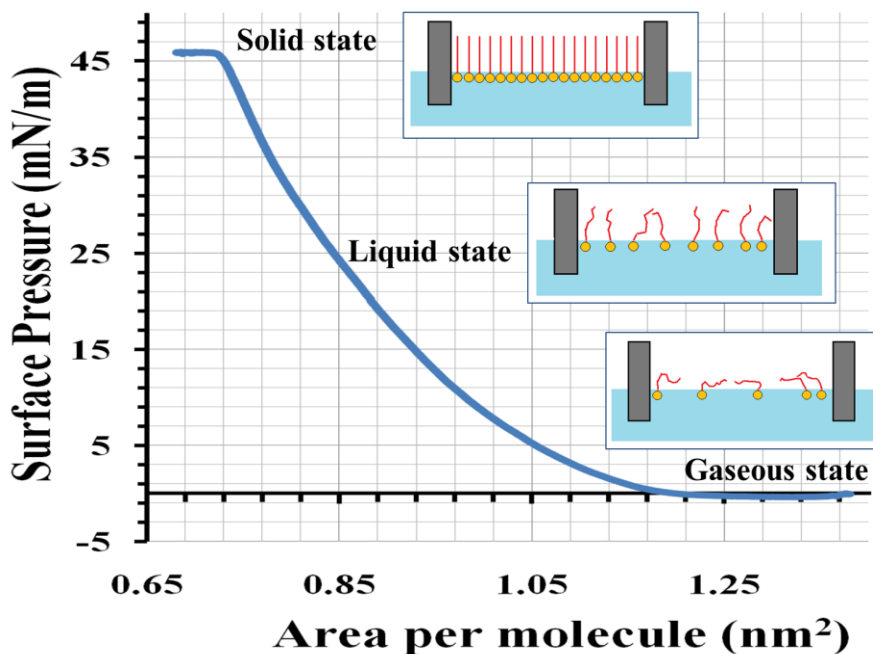 Surface Pressure (mN/m)
45
35
25
15
5
-5
Solid state
Liquid state
Gaseous state
0.65 0.85 1.05 1.25
Area per molecule (nm²)